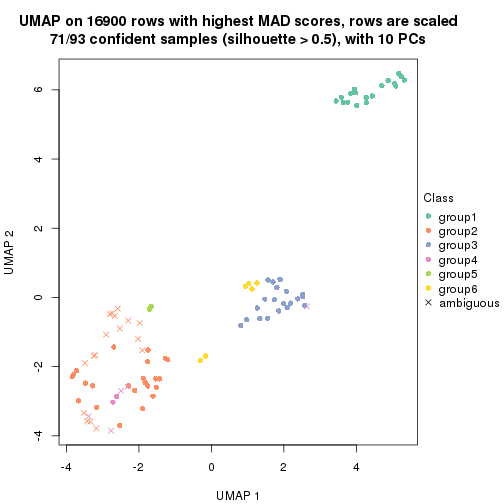 UMAP on 16900 rows with highest MAD scores, rows are scaled
71/93 confident samples (silhouette > 0.5), with 10 PCs
6
4
2
0
-2
-4
UMAP 2
-4
-2
0
2
4
UMAP 1
Class
group1
group2
group3
group4
group5
group6
ambiguous